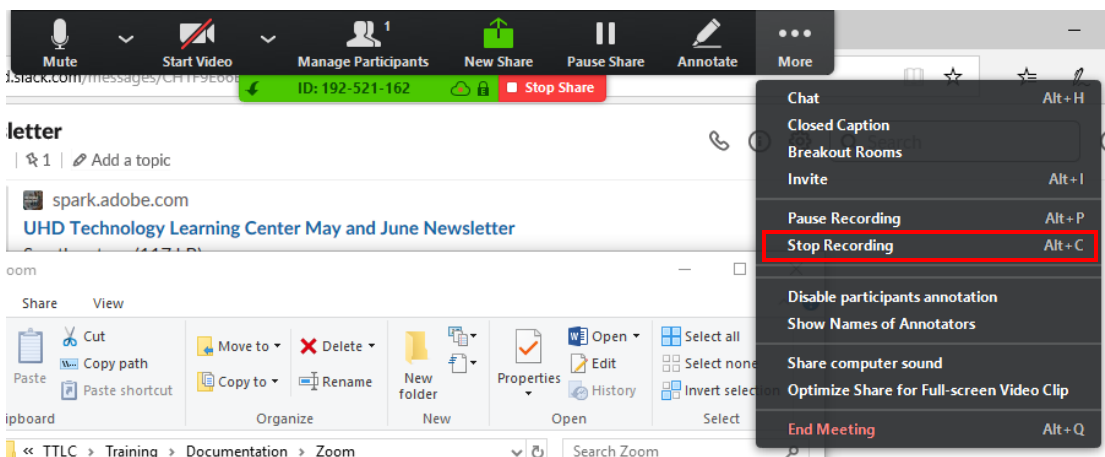 1
Mute Start Video Manage Participants New Share Pause Share Annotate More
ID: 192-521-162 Stop Share
Chat Alt+H
Closed Caption
Breakout Rooms
Invite Alt+I
Pause Recording Alt+P
Stop Recording Alt+C
Disable participants annotation
Show Names of Annotators
Share computer sound
Optimize Share for Full-screen Video Clip
End Meeting Alt+Q
d.slack.com/messages/
letter
1 | Add a topic
Search
spark.adobe.com
UHD Technology Learning Center May and June Newsletter
oom
Share View
Paste
Cut
Copy path
Paste shortcut
Move to
Copy to
Delete
Rename
New folder
Properties
Open
Edit
History
Select all
Select none
Invert selection
ipboard Organize New Open Select
« TTLC > Training > Documentation > Zoom Search Zoom